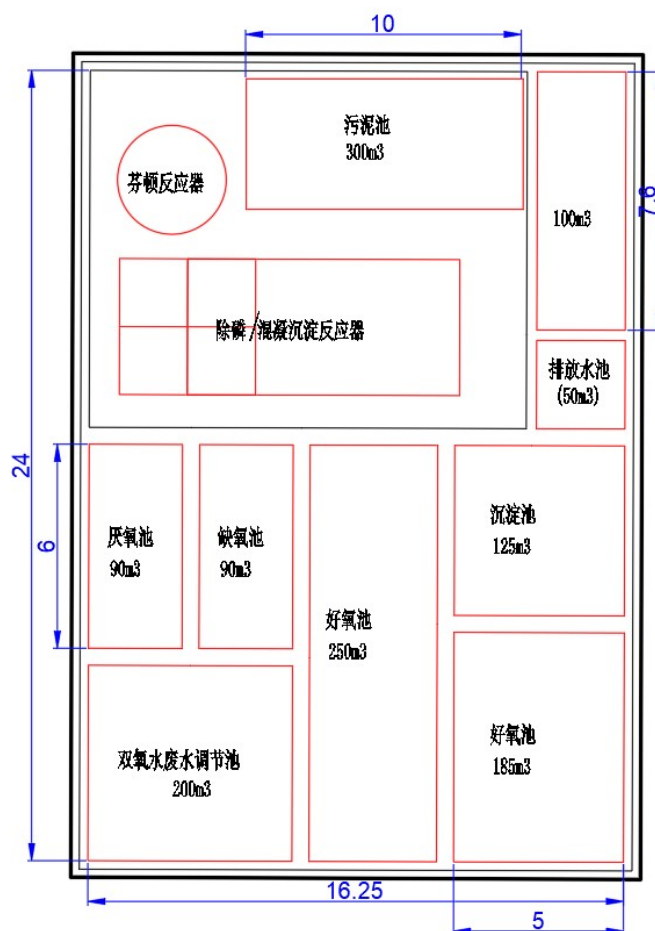 10
污泥池
300m3
芬顿反应器
100m3
7.6
除磷/混凝沉淀反应器
排放水池
(50m3)
24
6
厌氧池
90m3
缺氧池
90m3
好氧池
250m3
沉淀池
125m3
双氧水废水调节池
200m3
好氧池
185m3
16.25
5